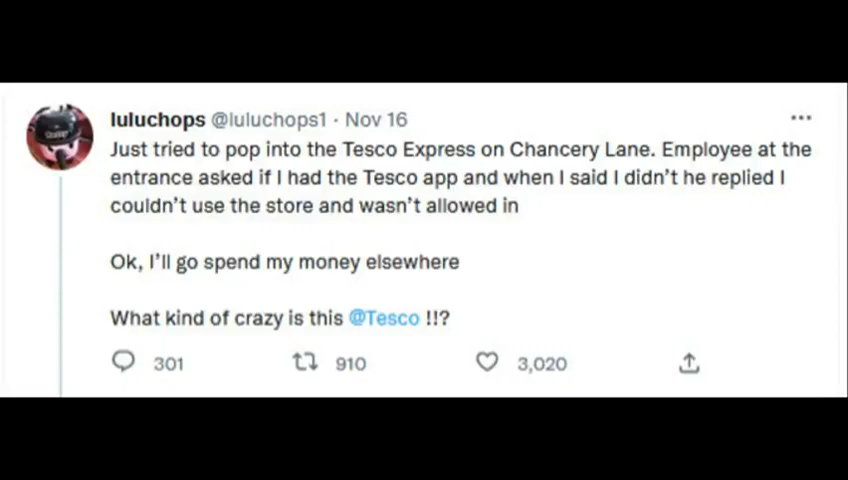 luluchops @luluchops1 · Nov 16
Just tried to pop into the Tesco Express on Chancery Lane. Employee at the
entrance asked if I had the Tesco app and when I said I didn't he replied I
couldn't use the store and wasn't allowed in
Ok, I'll go spend my money elsewhere
What kind of crazy is this @Tesco !!?
301 910 3,020